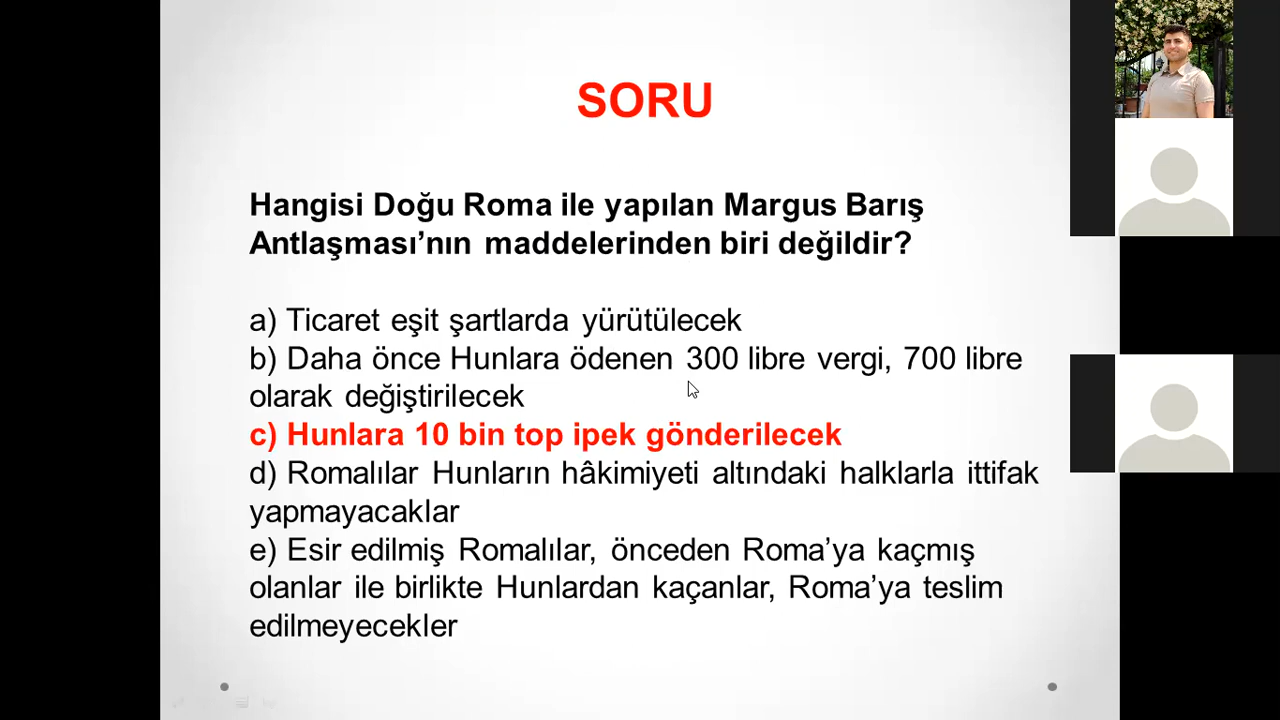 SORU
Hangisi Doğu Roma ile yapılan Margus Barış
Antlaşması’nın maddelerinden biri değildir?
a) Ticaret eşit şartlarda yürütülecek
b) Daha önce Hunlara ödenen 300 libre vergi, 700 libre
olarak değiştirilecek
c) Hunlara 10 bin top ipek gönderilecek
d) Romalılar Hunların hâkimiyeti altındaki halklarla ittifak
yapmayacaklar
e) Esir edilmiş Romalılar, önceden Roma’ya kaçmış
olanlar ile birlikte Hunlardan kaçanlar, Roma’ya teslim
edilmeyecekler